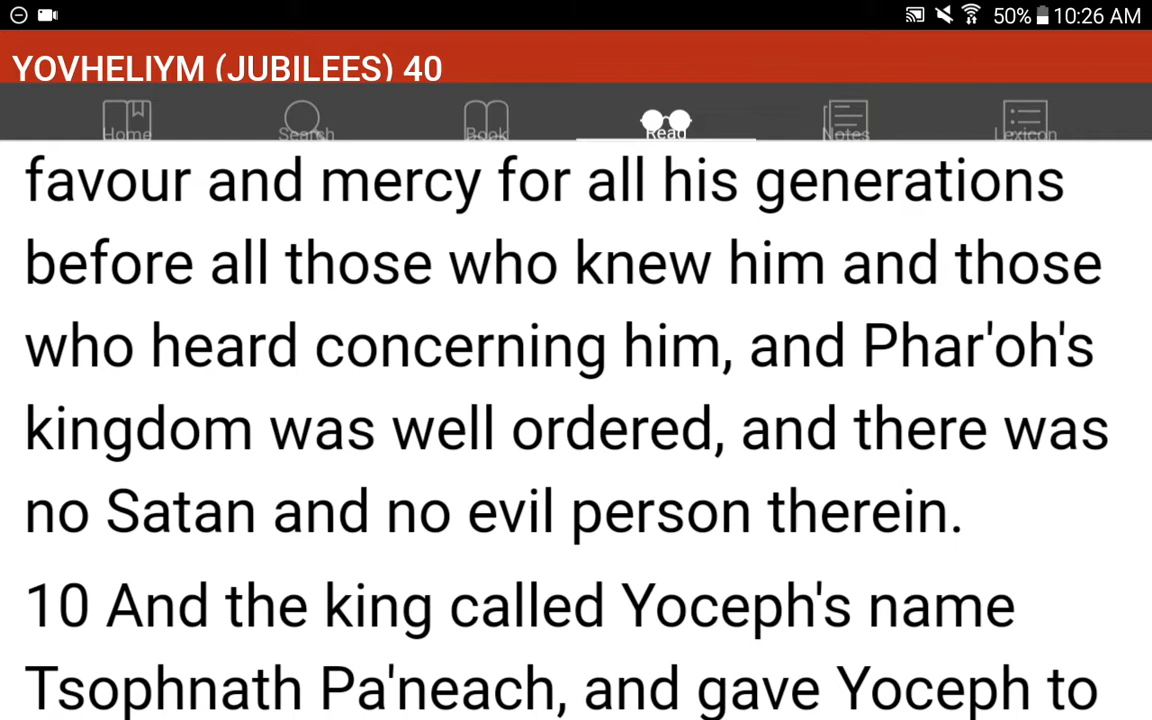 50% 10:26 AM
YOVHELIYM (JUBILEES) 40
Home Search Book Read Notes Lexicon
favour and mercy for all his generations
before all those who knew him and those
who heard concerning him, and Phar'oh's
kingdom was well ordered, and there was
no Satan and no evil person therein.
10 And the king called Yoceph's name
Tsophnath Pa'neach, and gave Yoceph to